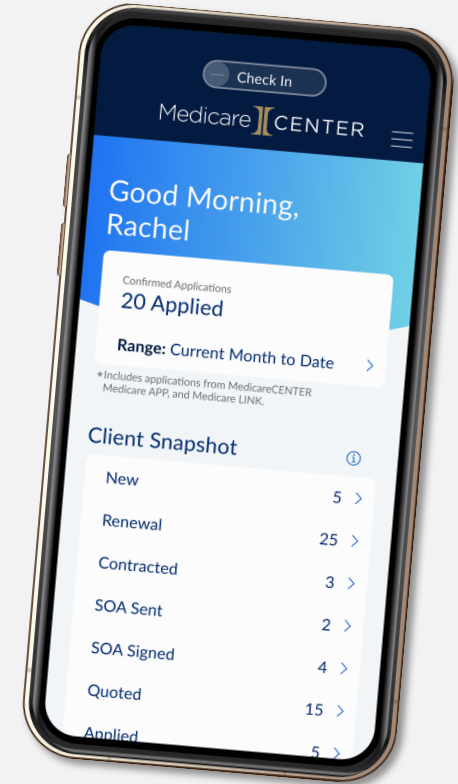 Check In
Medicare CENTER
Good Morning,
Rachel
Confirmed Applications
20 Applied
Range: Current Month to Date
*Includes applications from MedicareCENTER
Medicare APP, and Medicare LINK.
Client Snapshot
New 5
Renewal 25
Contracted 3
SOA Sent 2
SOA Signed 4
Quoted 15
Applied 5